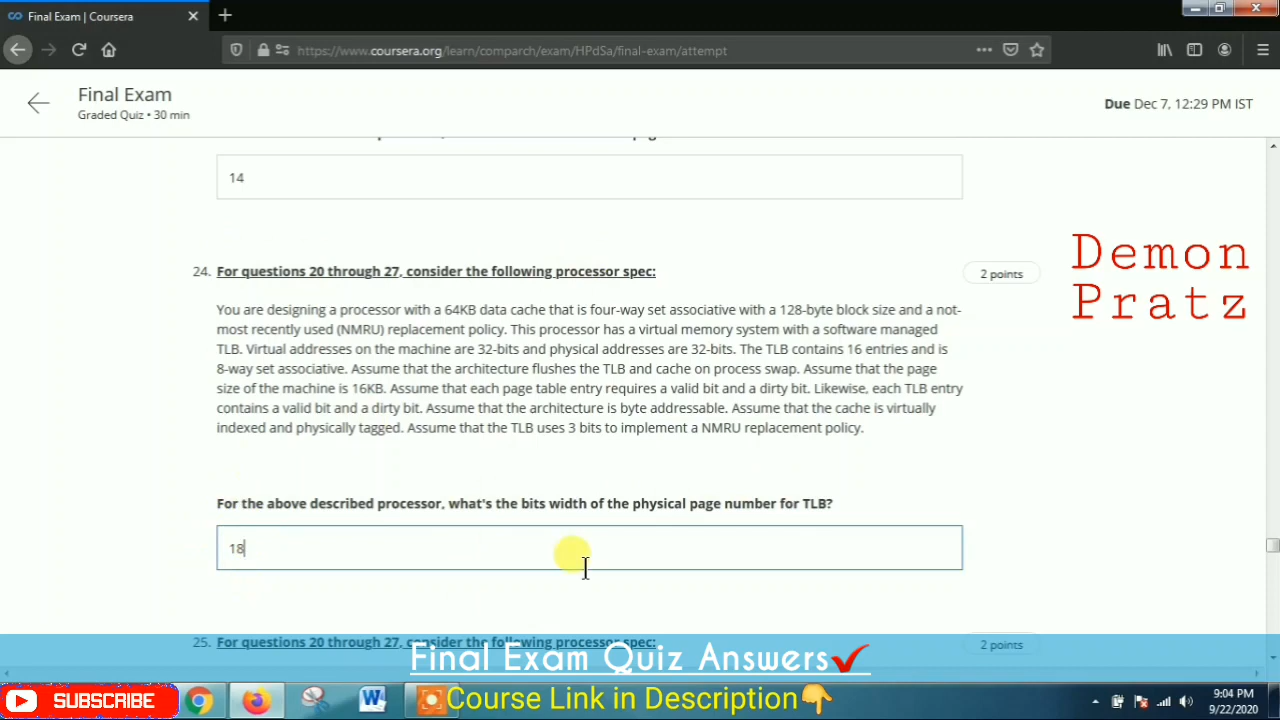 Final Exam | Coursera
https://www.coursera.org/learn/comparch/exam/HPdSa/final-exam/attempt
Final Exam
Graded Quiz • 30 min
Due Dec 7, 12:29 PM IST
14
24. For questions 20 through 27, consider the following processor spec:
2 points
You are designing a processor with a 64KB data cache that is four-way set associative with a 128-byte block size and a not-
most recently used (NMRU) replacement policy. This processor has a virtual memory system with a software managed
TLB. Virtual addresses on the machine are 32-bits and physical addresses are 32-bits. The TLB contains 16 entries and is
8-way set associative. Assume that the architecture flushes the TLB and cache on process swap. Assume that the page
size of the machine is 16KB. Assume that each page table entry requires a valid bit and a dirty bit. Likewise, each TLB entry
contains a valid bit and a dirty bit. Assume that the architecture is byte addressable. Assume that the cache is virtually
indexed and physically tagged. Assume that the TLB uses 3 bits to implement a NMRU replacement policy.
Demon
Pratz
For the above described processor, what's the bits width of the physical page number for TLB?
18
25. For questions 20 through 27, consider the following processor spec:
2 points
Final Exam Quiz Answers
SUBSCRIBE
Course Link in Description
9:04 PM
9/22/2020